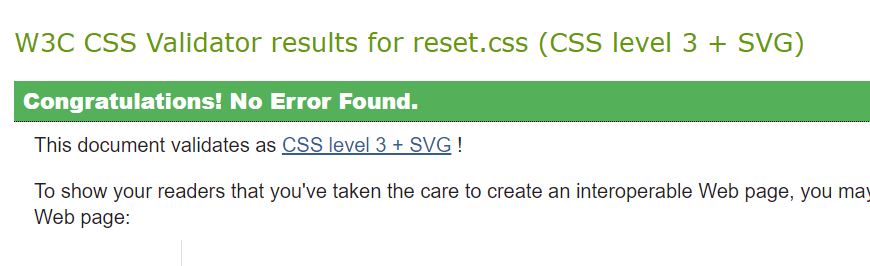 W3C CSS Validator results for reset.css (CSS level 3 + SVG)
Congratulations! No Error Found.
This document validates as CSS level 3 + SVG !
To show your readers that you've taken the care to create an interoperable Web page, you may
Web page: